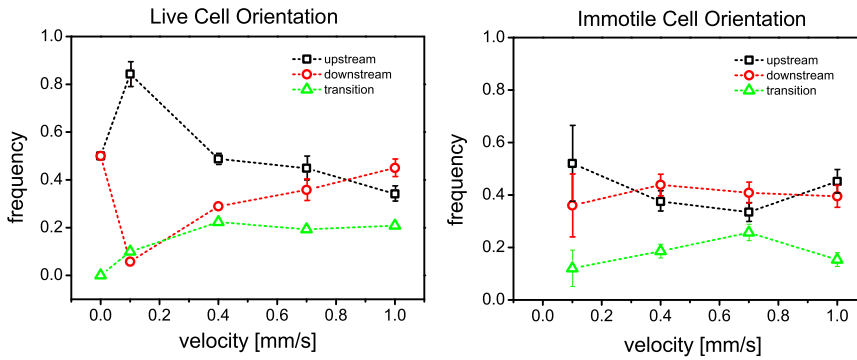 Live Cell Orientation
1.0
0.8
0.6
0.4
0.2
0.0
frequency
upstream
downstream
transition
0.0 0.2 0.4 0.6 0.8 1.0
velocity [mm/s]
Immotile Cell Orientation
1.0
0.8
0.6
0.4
0.2
0.0
frequency
upstream
downstream
transition
0.0 0.2 0.4 0.6 0.8 1.0
velocity [mm/s]